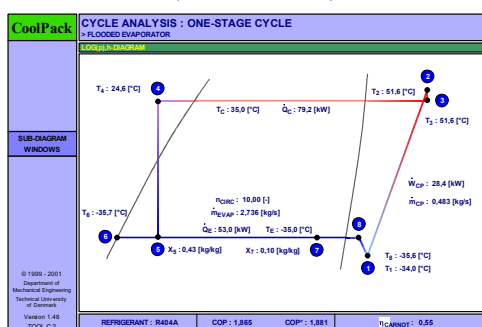 CoolPack
CYCLE ANALYSIS : ONE-STAGE CYCLE
> FLOODED EVAPORATOR
LOG(p),h-DIAGRAM
SUB-DIAGRAM
WINDOWS
T4 : 24,6 [°C]
4
T2 : 51,6 [°C]
2
3
TC : 35,0 [°C]
Q̇C : 79,2 [kW]
T3 : 51,6 [°C]
ẆCP : 28,4 [kW]
ṁCP : 0,483 [kg/s]
nCIRC : 10,00 [-]
ṁEVAP : 2,736 [kg/s]
T6 : -35,7 [°C]
Q̇E : 53,0 [kW]
TE : -35,0 [°C]
6
8
5
X5 : 0,43 [kg/kg]
X7 : 0,10 [kg/kg]
7
1
T8 : -35,6 [°C]
T1 : -34,0 [°C]
© 1999 - 2001
Department of
Mechanical Engineering
Technical University
of Denmark
Version 1.48
TOOL C.2
REFRIGERANT : R404A
COP : 1,865
COP* : 1,881
ηCARNOT : 0,55